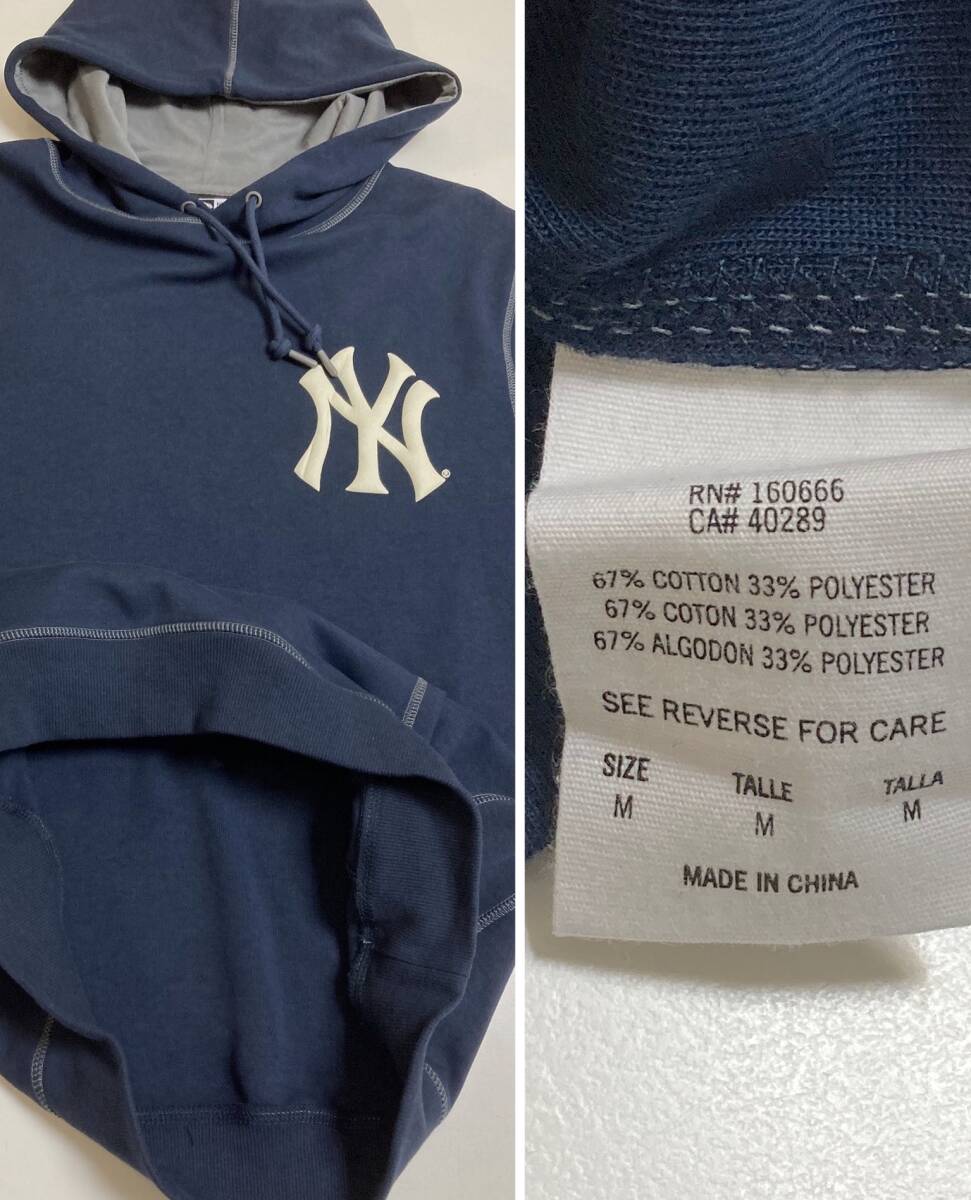 NY
®
RN# 160666
CA# 40289
67% COTTON 33% POLYESTER
67% COTON 33% POLYESTER
67% ALGODON 33% POLYESTER
SEE REVERSE FOR CARE
SIZE TALLE TALLA
M M M
MADE IN CHINA